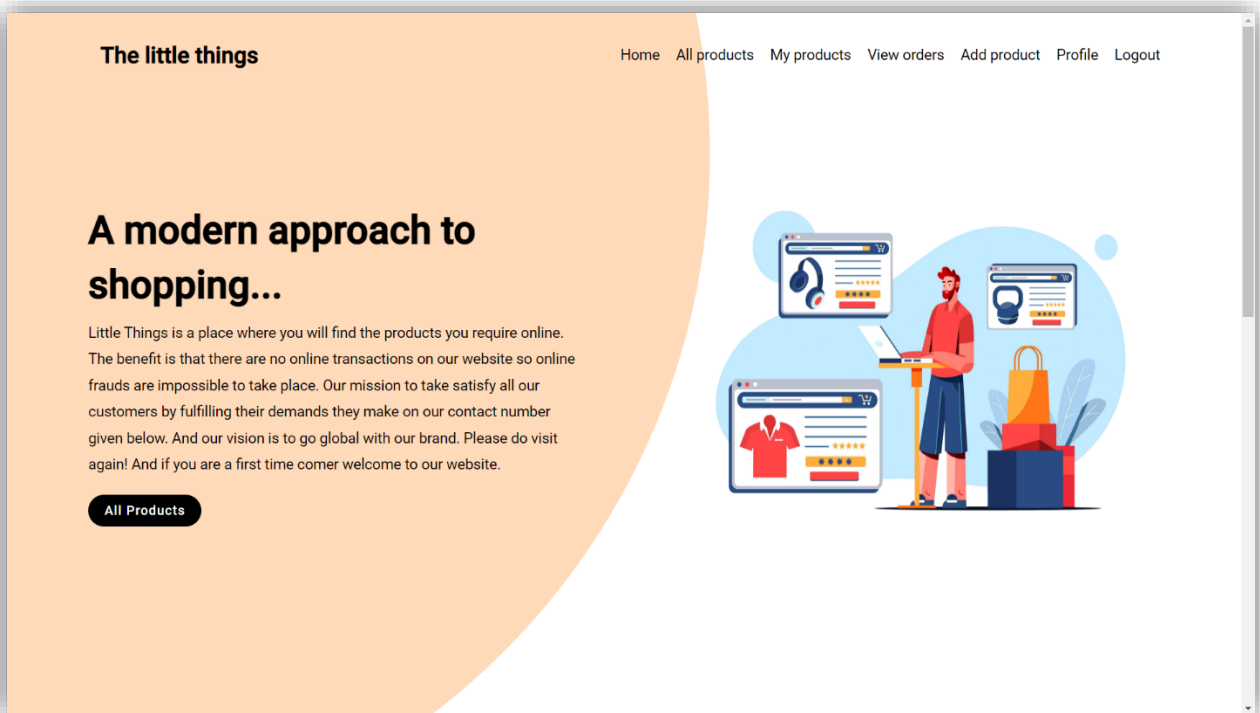 The little things
Home All products My products View orders Add product Profile Logout
A modern approach to
shopping...
Little Things is a place where you will find the products you require online.
The benefit is that there are no online transactions on our website so online
frauds are impossible to take place. Our mission to take satisfy all our
customers by fulfilling their demands they make on our contact number
given below. And our vision is to go global with our brand. Please do visit
again! And if you are a first time comer welcome to our website.
All Products